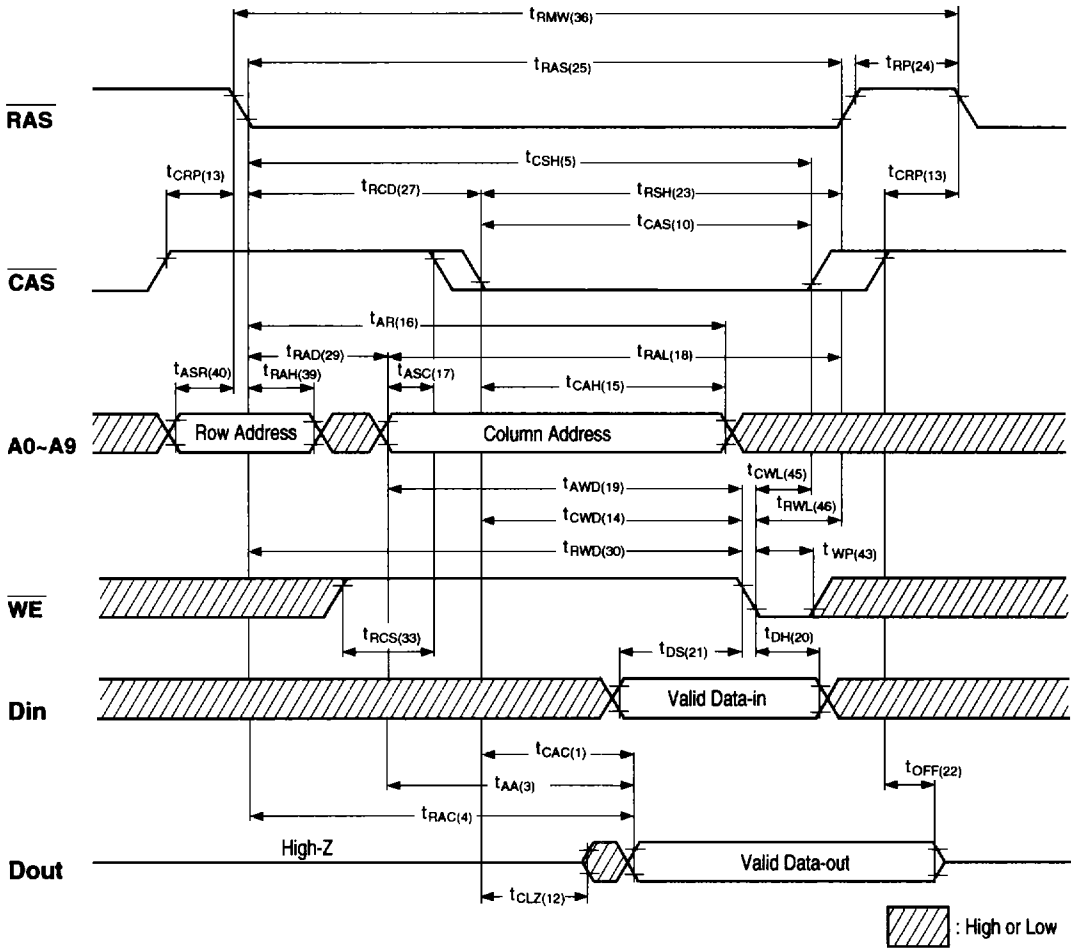 tRMW(36)
tRAS(25)
tRP(24)
RAS
tCSH(5)
tCRP(13)
tRCD(27)
tRSH(23)
tCRP(13)
tCAS(10)
CAS
tAR(16)
tRAD(29)
tRAL(18)
tASR(40)
tRAH(39)
tASC(17)
tCAH(15)
A0~A9
Row Address
Column Address
tCWL(45)
tAWD(19)
tRWL(46)
tCWD(14)
tRWD(30)
tWP(43)
WE
tRCS(33)
tDS(21)
tDH(20)
Din
Valid Data-in
tCAC(1)
tOFF(22)
tAA(3)
tRAC(4)
High-Z
Dout
Valid Data-out
tCLZ(12)
: High or Low